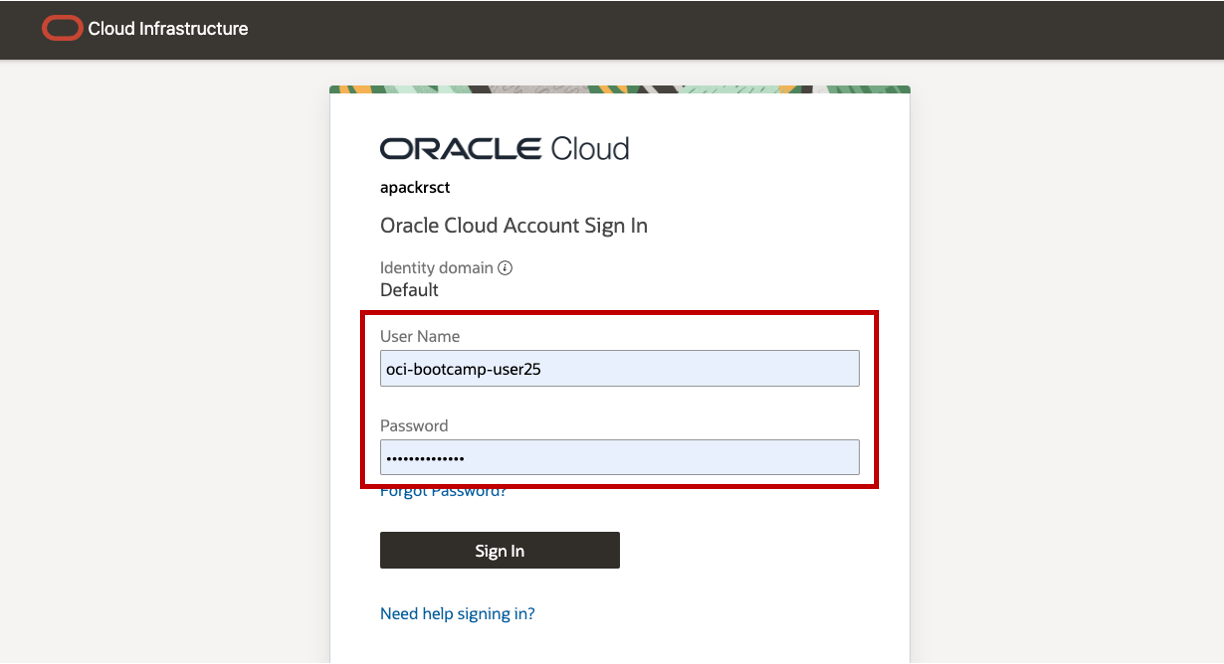 Cloud Infrastructure
ORACLE Cloud
apackrsct
Oracle Cloud Account Sign In
Identity domain
Default
User Name
oci-bootcamp-user25
Password
••••••••••••••
Forgot Password?
Sign In
Need help signing in?